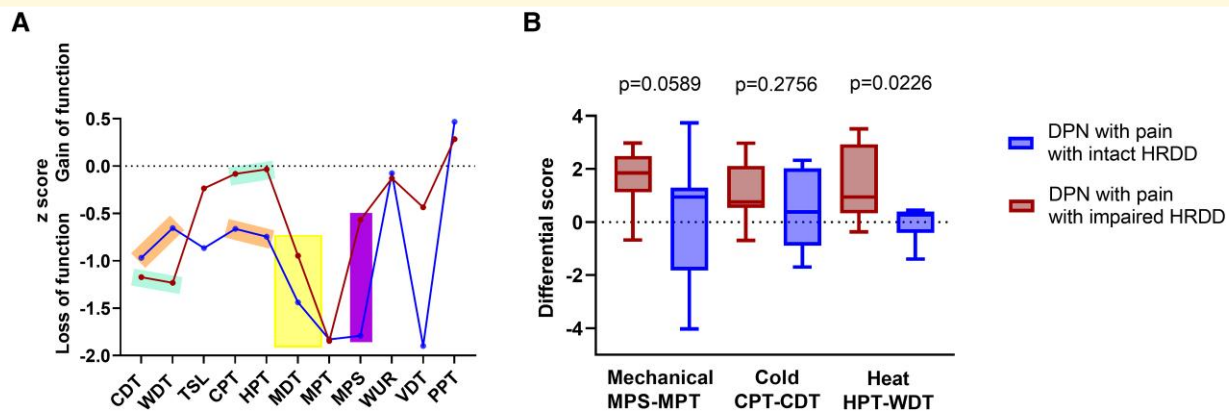 A
Gain of function
z score
Loss of function
0.5
0.0
-0.5
-1.0
-1.5
-2.0
CDT
WDT
TSL
CPT
HPT
MDT
MPT
MPS
WUR
VDT
PPT
B
p=0.0589 p=0.2756 p=0.0226
Differential score
4
2
0
-2
-4
Mechanical
MPS-MPT
Cold
CPT-CDT
Heat
HPT-WDT
DPN with pain
with intact HRDD
DPN with pain
with impaired HRDD